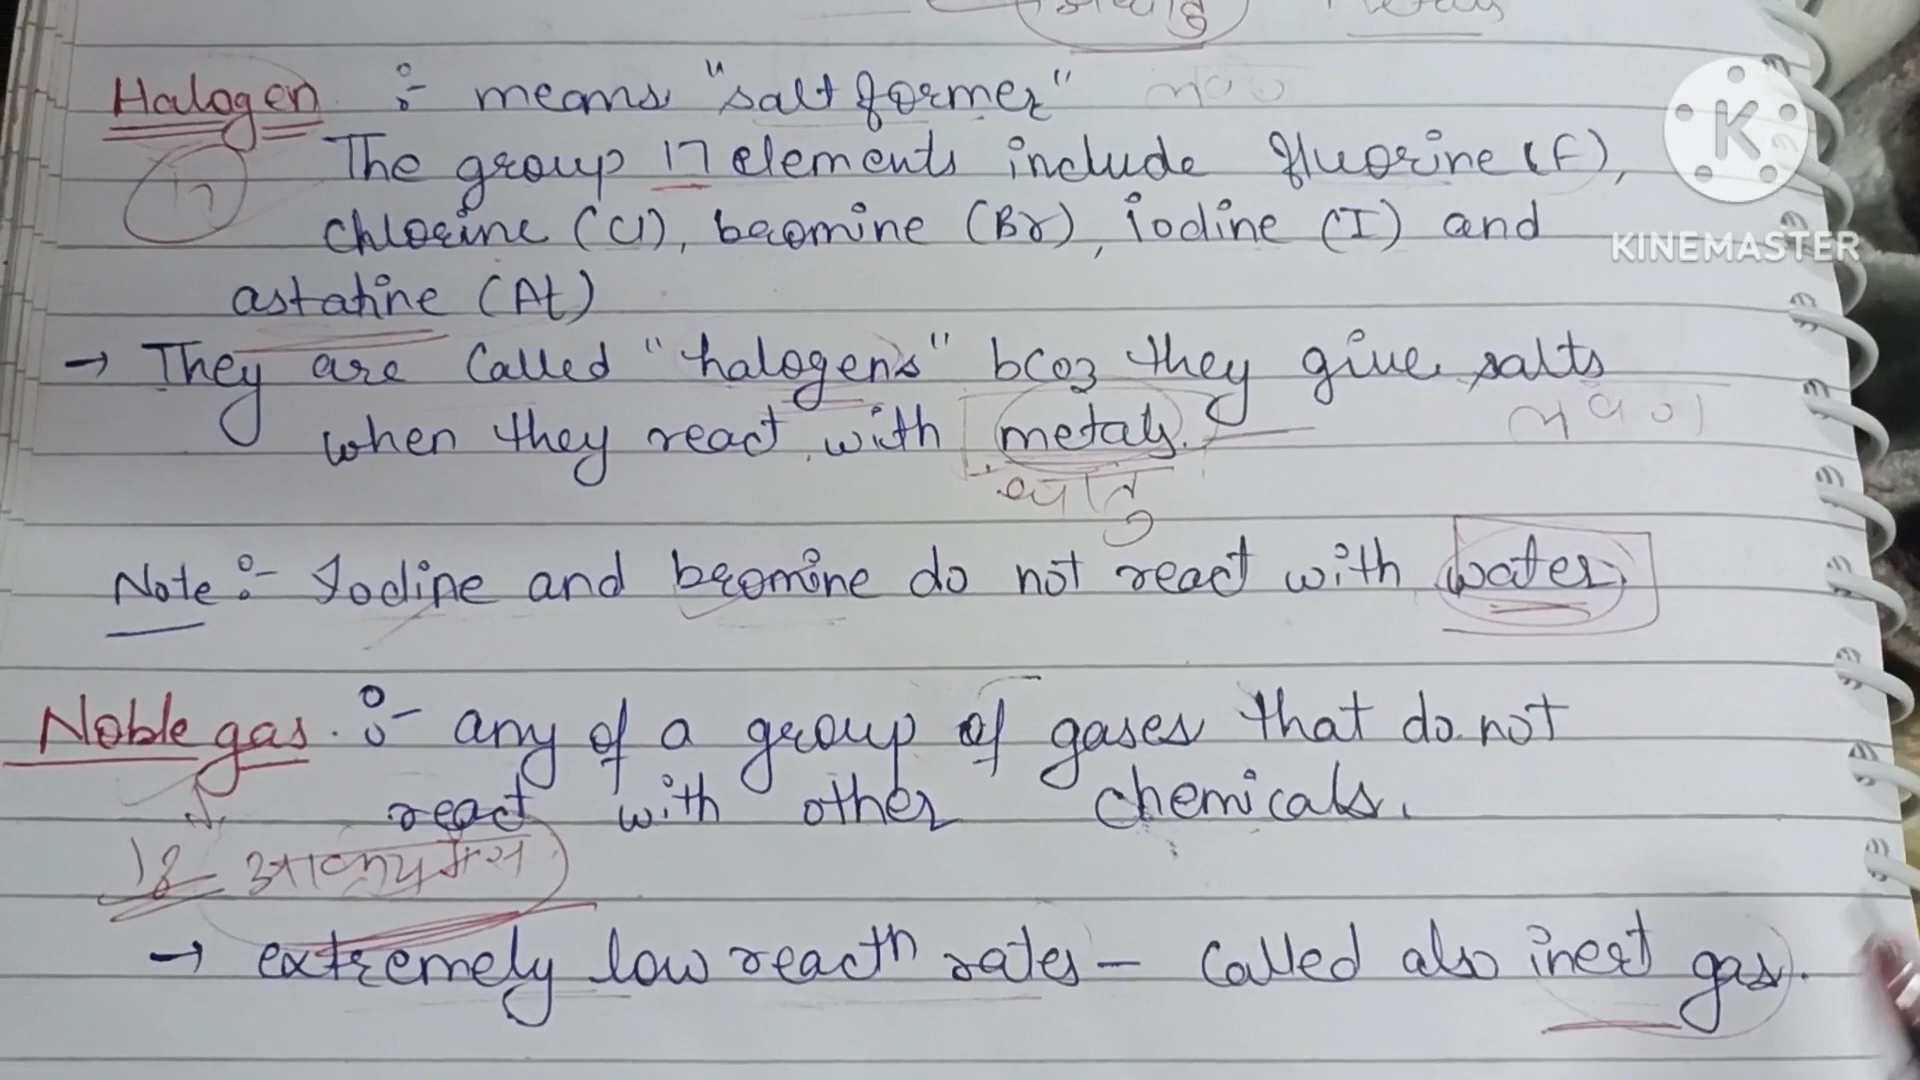 Halogen :- means "salt former"
17 The group 17 elements include fluorine (F),
chlorine (Cl), bromine (Br), iodine (I) and
astatine (At)
→ They are called "halogens" bcoz they give salts
when they react with metals.
धातु
Note :- Iodine and bromine do not react with water
Noble gas :- any of a group of gases that do not
react with other chemicals.
18
→ extremely low reactn rates - called also inert gas.
K
KINEMASTER